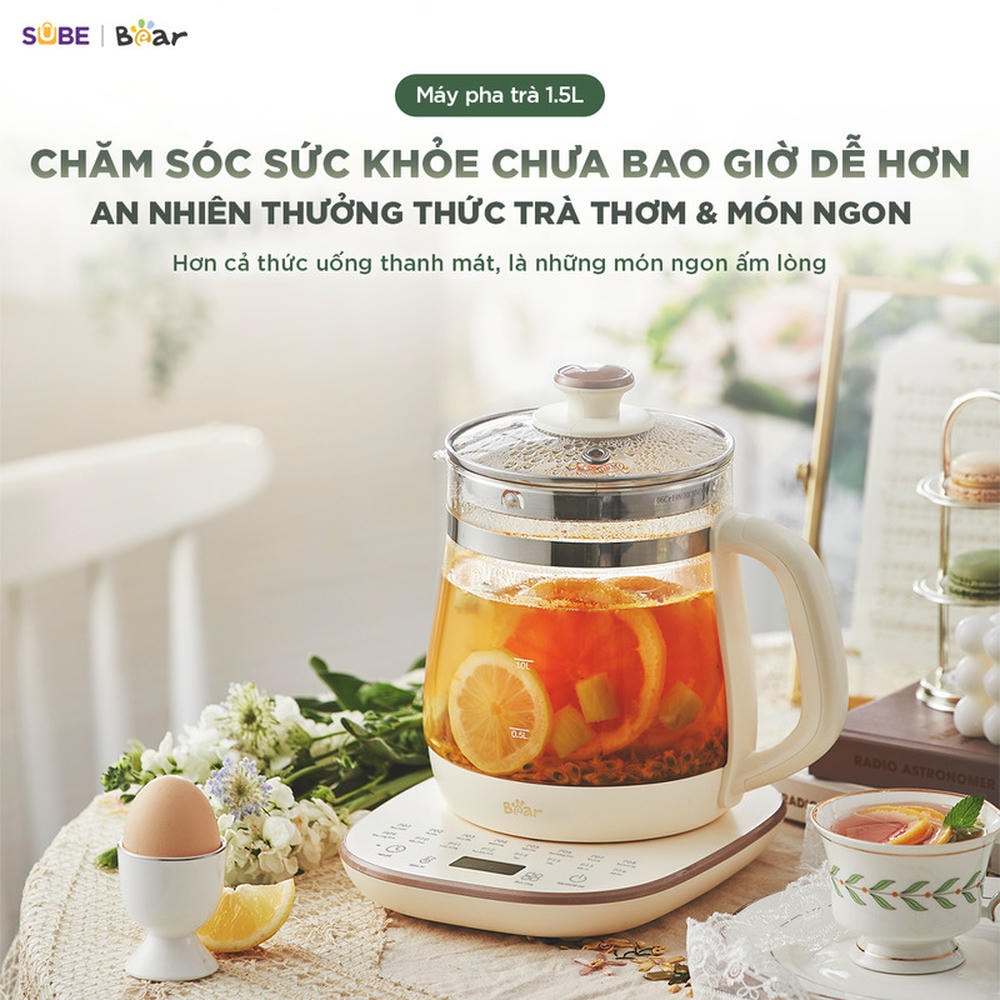 SUBE | Bear
Máy pha trà 1.5L
CHĂM SÓC SỨC KHỎE CHƯA BAO GIỜ DỄ HƠN
AN NHIÊN THƯỞNG THỨC TRÀ THƠM & MÓN NGON
Hơn cả thức uống thanh mát, là những món ngon ấm lòng
1.0L
0.5L
Bear
RADIO ASTRONOMER